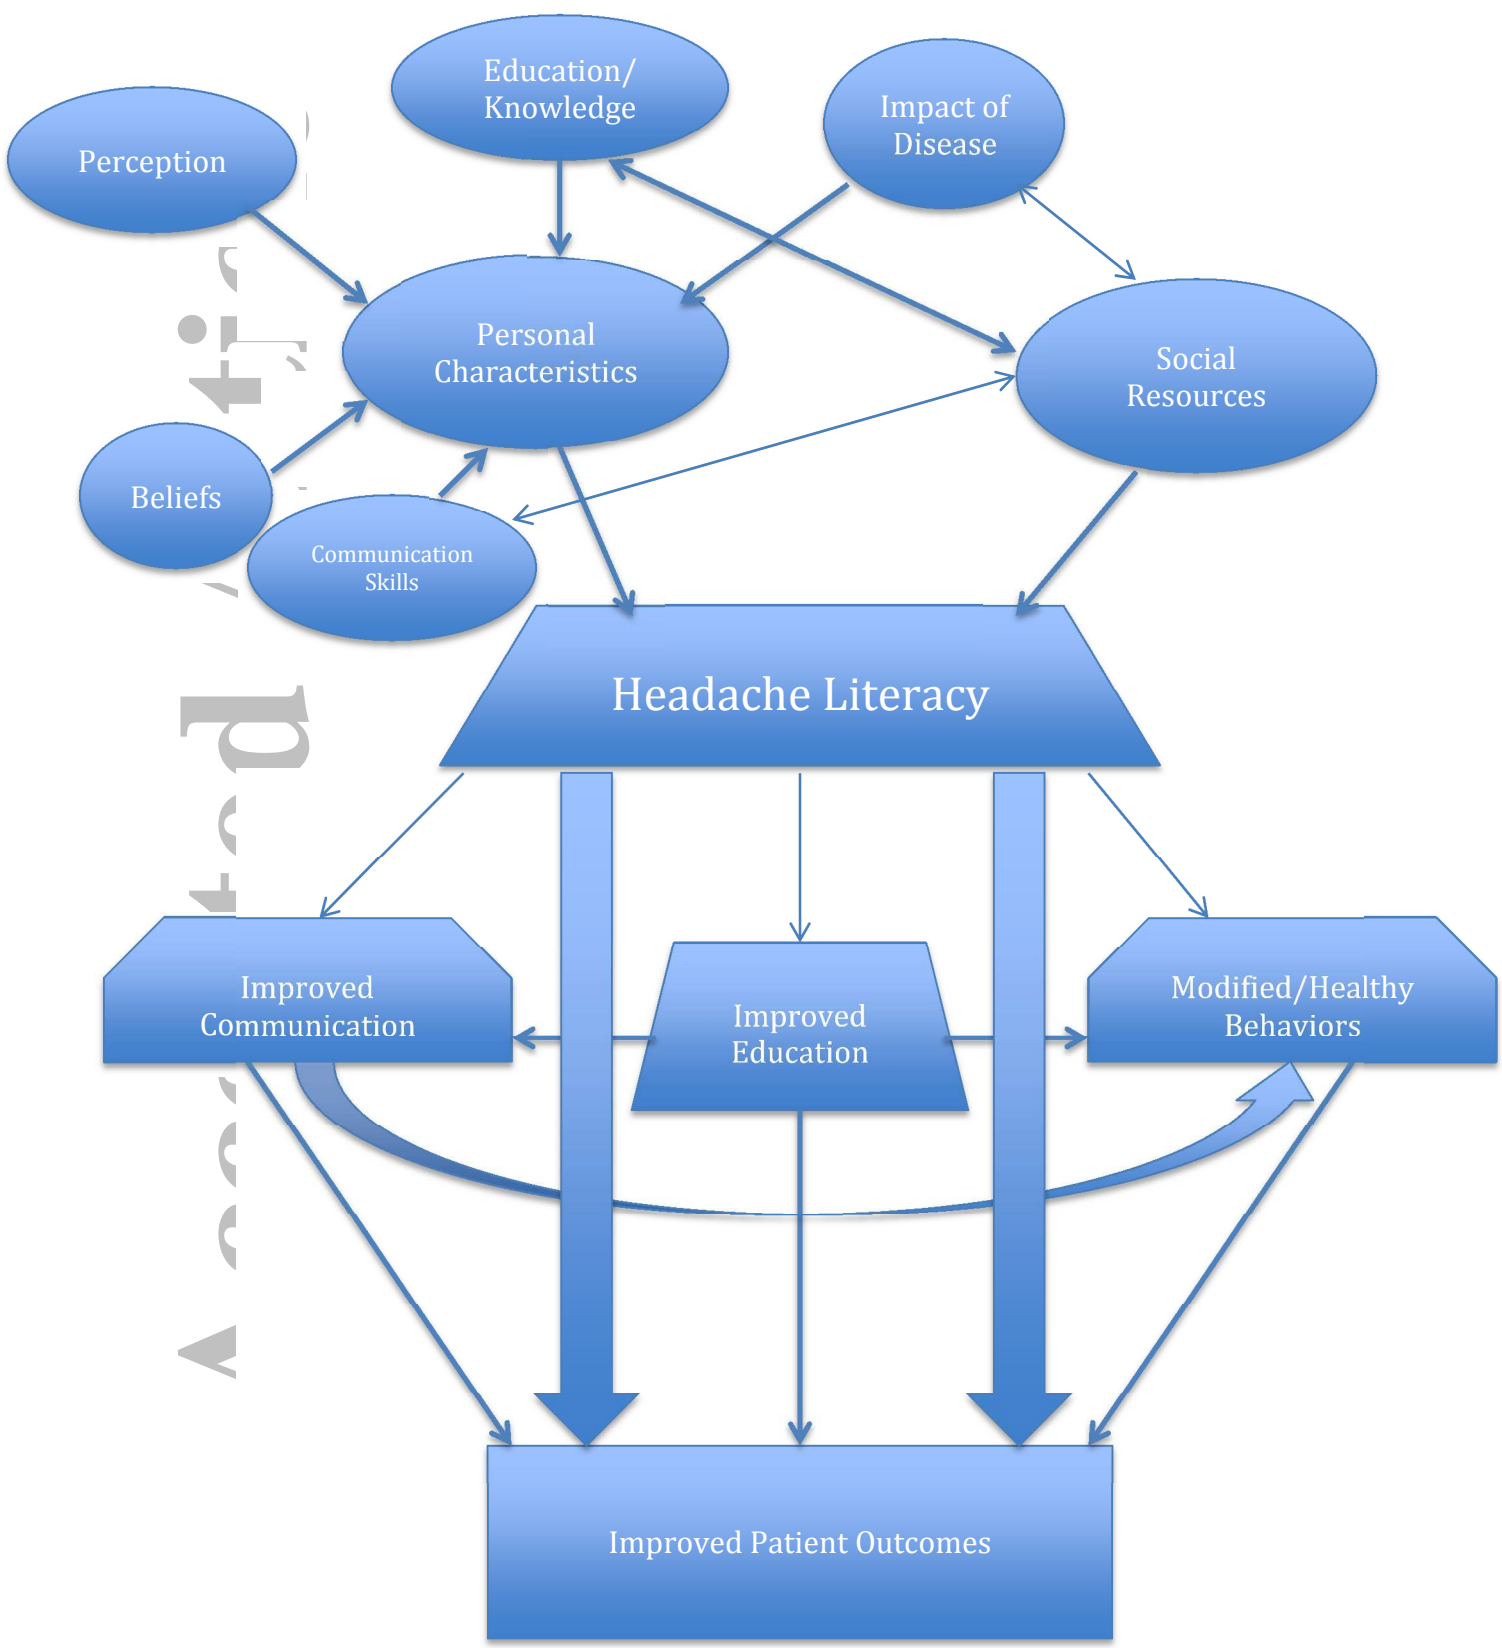 Education/
Knowledge
Impact of
Disease
Perception
Personal
Characteristics
Social
Resources
Beliefs
Communication
Skills
Headache Literacy
Improved
Communication
Improved
Education
Modified/Healthy
Behaviors
Improved Patient Outcomes